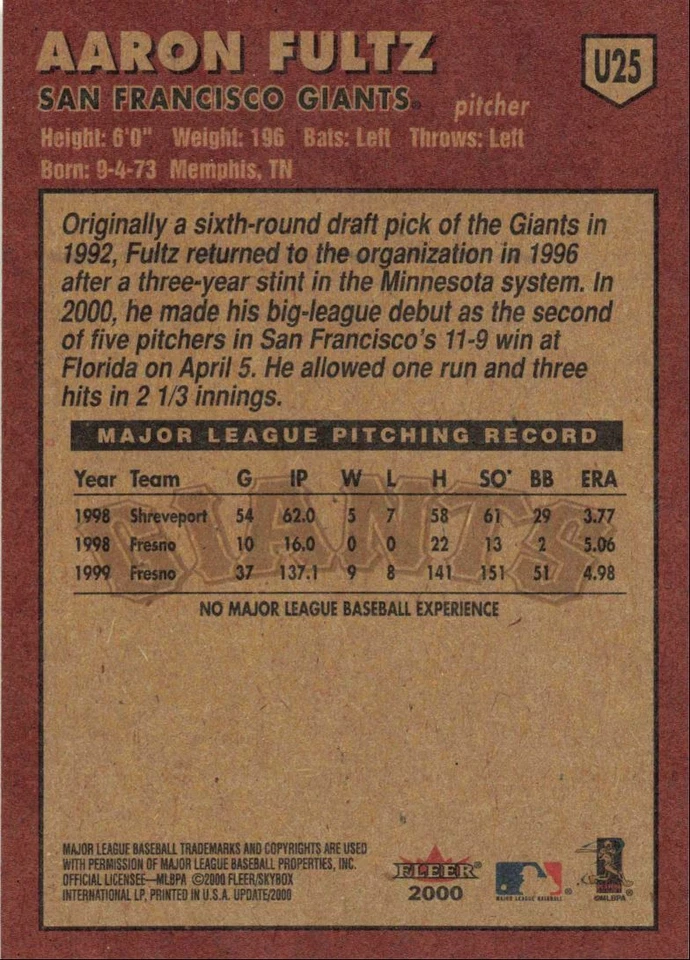 AARON FULTZ
U25
SAN FRANCISCO GIANTS® pitcher
Height: 6'0" Weight: 196 Bats: Left Throws: Left
Born: 9-4-73 Memphis, TN
Originally a sixth-round draft pick of the Giants in
1992, Fultz returned to the organization in 1996
after a three-year stint in the Minnesota system. In
2000, he made his big-league debut as the second
of five pitchers in San Francisco's 11-9 win at
Florida on April 5. He allowed one run and three
hits in 2 1/3 innings.
MAJOR LEAGUE PITCHING RECORD
Year Team G IP W L H SO BB ERA
1998 Shreveport 54 62.0 5 7 58 61 29 3.77
1998 Fresno 10 16.0 0 0 22 13 2 5.06
1999 Fresno 37 137.1 9 8 141 151 51 4.98
GIANTS
NO MAJOR LEAGUE BASEBALL EXPERIENCE
MAJOR LEAGUE BASEBALL TRADEMARKS AND COPYRIGHTS ARE USED
WITH PERMISSION OF MAJOR LEAGUE BASEBALL PROPERTIES, INC.
OFFICIAL LICENSEE—MLBPA ©2000 FLEER/SKYBOX
INTERNATIONAL LP, PRINTED IN U.S.A. UPDATE/2000
FLEER®
2000
MAJOR LEAGUE BASEBALL
©MLBPA